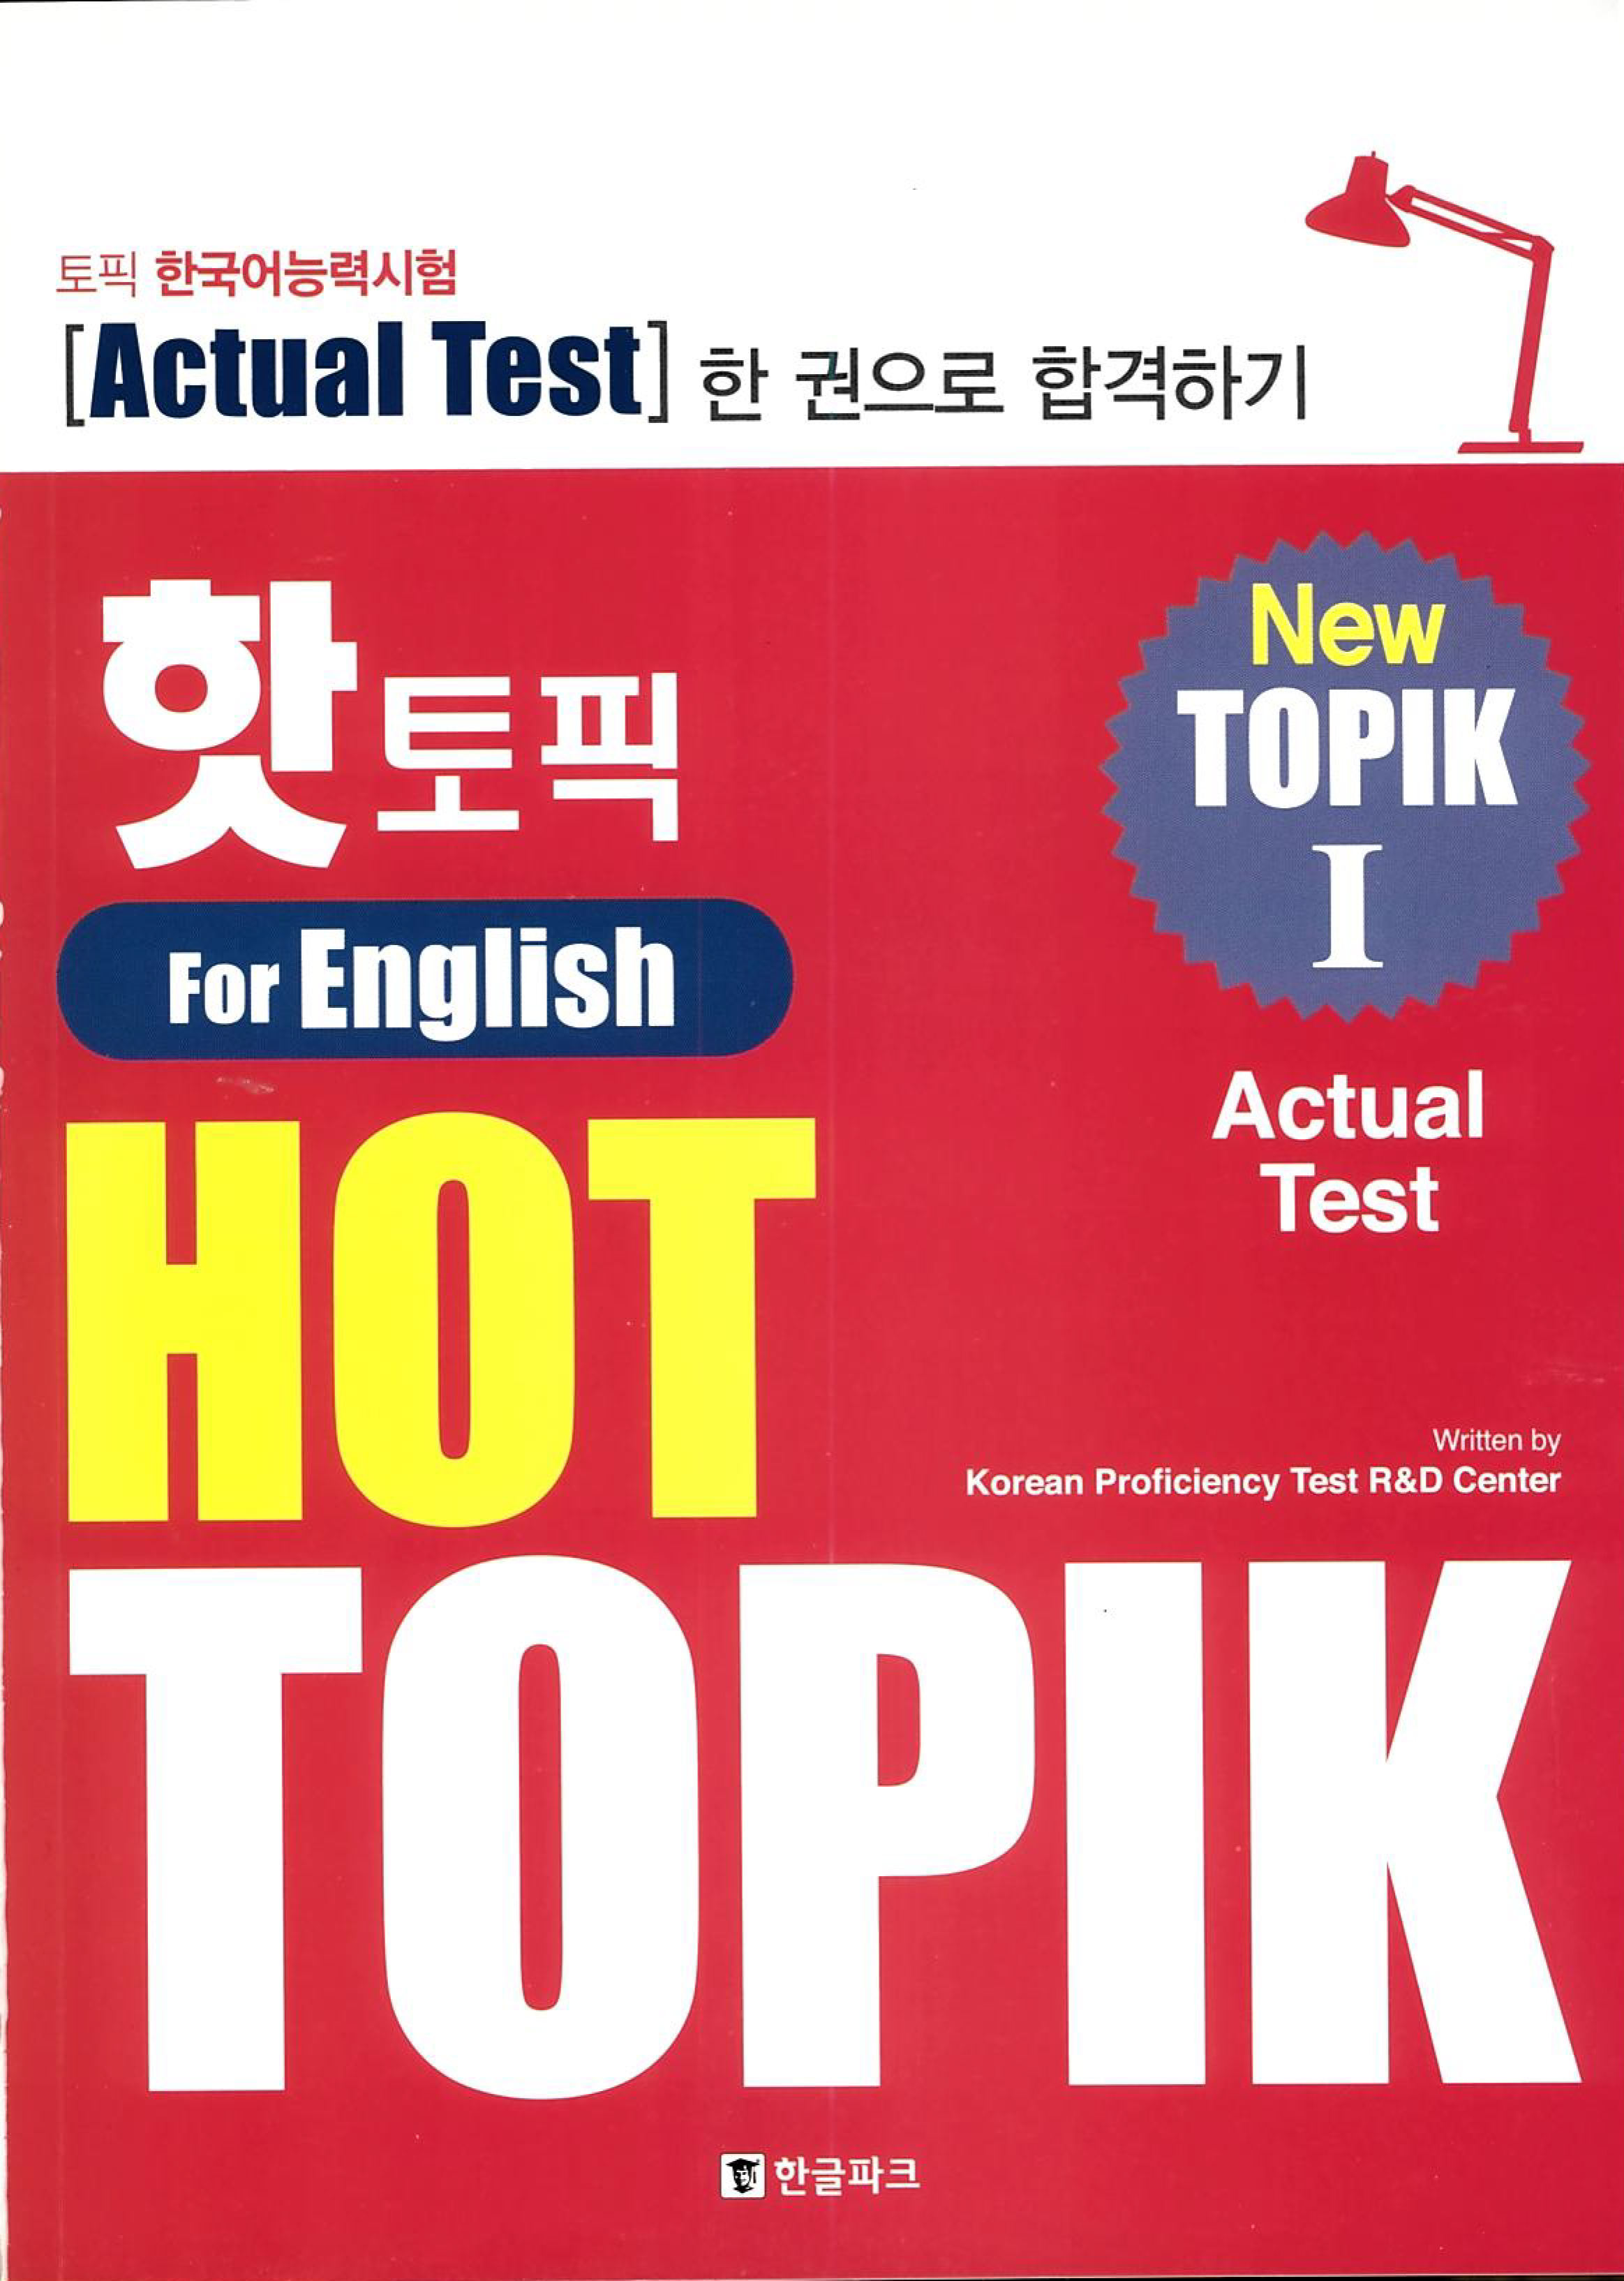 토픽 한국어능력시험
[Actual Test] 한 권으로 합격하기
핫토픽
For English
New
TOPIK
I
Actual
Test
HOT
Written by
Korean Proficiency Test R&D Center
TOPIK
한글파크